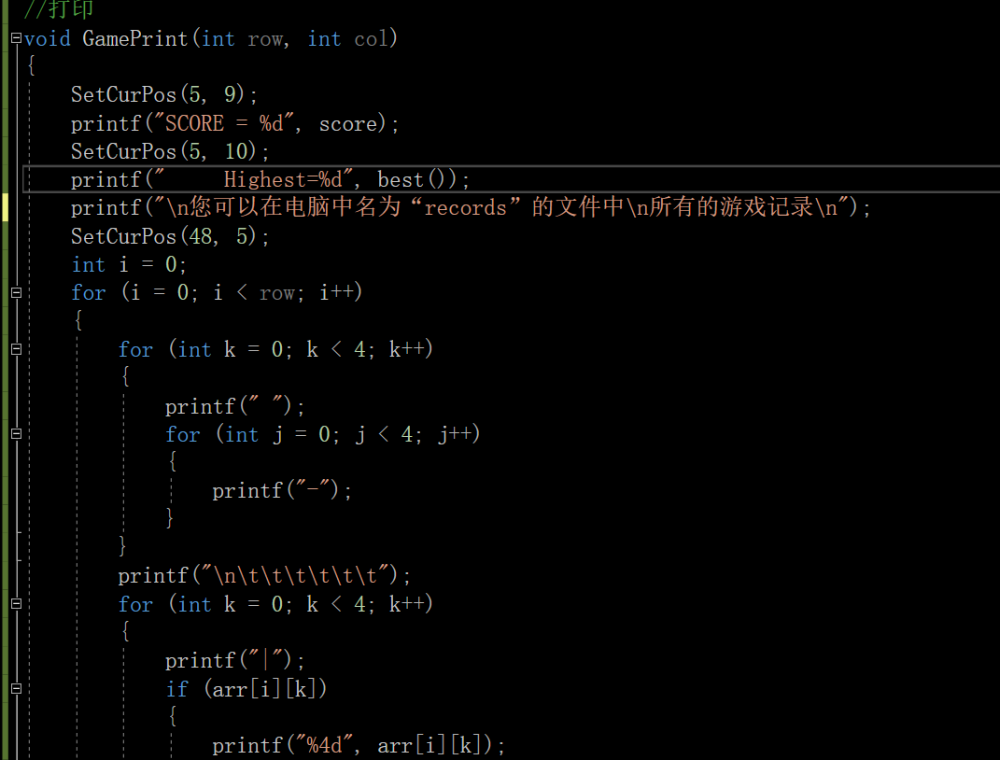 //打印
void GamePrint(int row, int col)
{
    SetCurPos(5, 9);
    printf("SCORE = %d", score);
    SetCurPos(5, 10);
    printf("     Highest=%d", best());
    printf("\n您可以在电脑中名为“records”的文件中\n所有的游戏记录\n");
    SetCurPos(48, 5);
    int i = 0;
    for (i = 0; i < row; i++)
    {
        for (int k = 0; k < 4; k++)
        {
            printf(" ");
            for (int j = 0; j < 4; j++)
            {
                printf("-");
            }
        }
        printf("\n\t\t\t\t\t\t");
        for (int k = 0; k < 4; k++)
        {
            printf("|");
            if (arr[i][k])
            {
                printf("%4d", arr[i][k]);